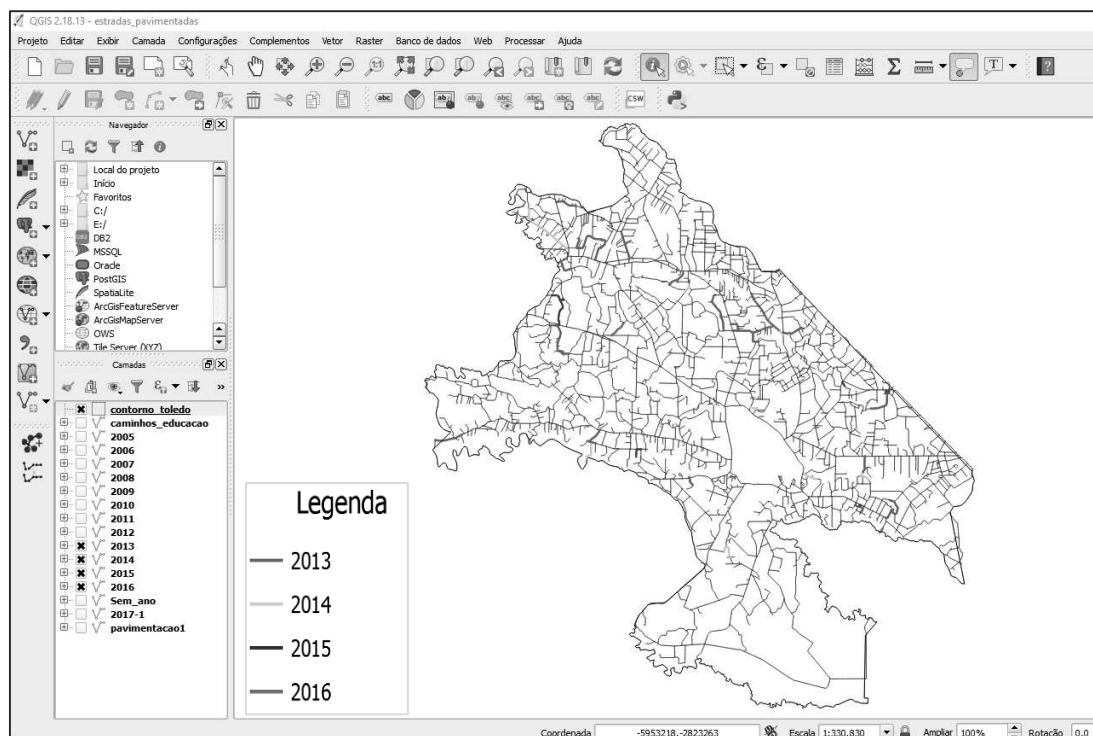 QGIS 2.18.13 - estradas_pavimentadas
Projeto Editar Exibir Camada Configurações Complementos Vetor Raster Banco de dados Web Processar Ajuda
Navegador
Local do projeto
Início
Favoritos
C:/
E:/
DB2
MSSQL
Oracle
PostGIS
SpatiaLite
ArcGisFeatureServer
ArcGisMapServer
OWS
Tile Server (XYZ)
Camadas
contorno_toledo
caminhos_educacao
2005
2006
2007
2008
2009
2010
2011
2012
2013
2014
2015
2016
Sem_ano
2017-1
pavimentacao1
Legenda
2013
2014
2015
2016
Coordenada -5953218,-2823263 Escala 1:330.830 Ampliar 100% Rotação 0,0